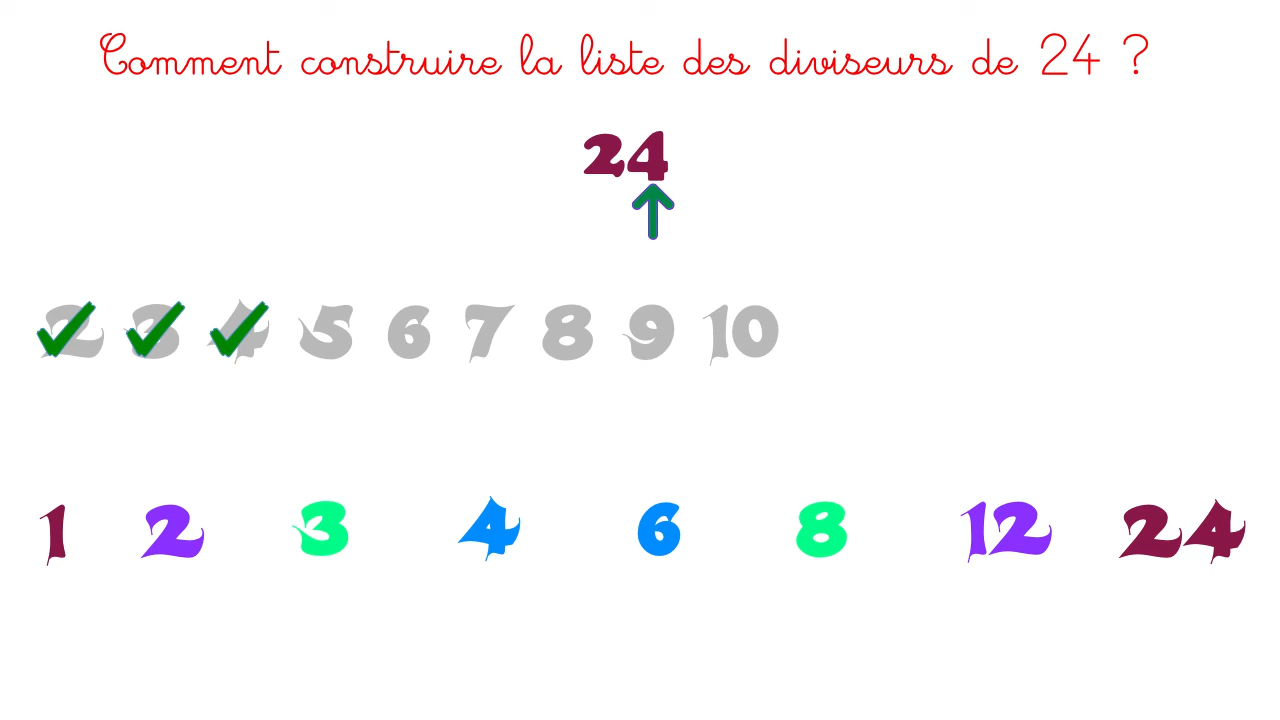 Comment construire la liste des diviseurs de 24 ?
24
2 3 4 5 6 7 8 9 10
1 2 3 4 6 8 12 24